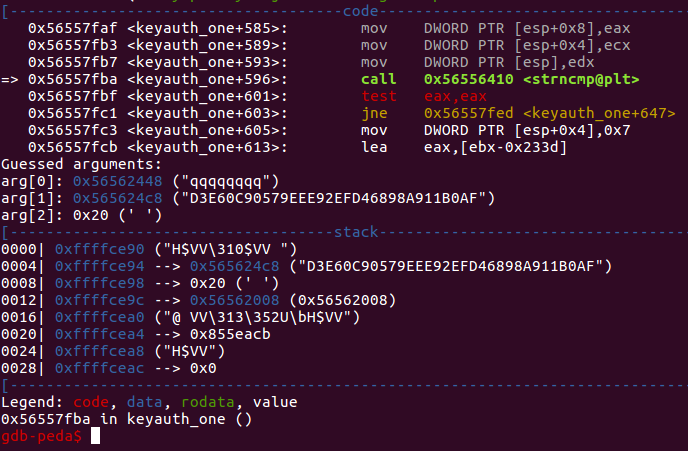 [------------------------------------code------------------------------------
0x56557faf <keyauth_one+585>: mov DWORD PTR [esp+0x8],eax
0x56557fb3 <keyauth_one+589>: mov DWORD PTR [esp+0x4],ecx
0x56557fb7 <keyauth_one+593>: mov DWORD PTR [esp],edx
=> 0x56557fba <keyauth_one+596>: call 0x56556410 <strncmp@plt>
0x56557fbf <keyauth_one+601>: test eax,eax
0x56557fc1 <keyauth_one+603>: jne 0x56557fed <keyauth_one+647>
0x56557fc3 <keyauth_one+605>: mov DWORD PTR [esp+0x4],0x7
0x56557fcb <keyauth_one+613>: lea eax,[ebx-0x233d]
Guessed arguments:
arg[0]: 0x56562448 ("qqqqqqqq")
arg[1]: 0x565624c8 ("D3E60C90579EEE92EFD46898A911B0AF")
arg[2]: 0x20 (' ')
[-----------------------------------stack------------------------------------
0000| 0xffffce90 ("H$VV\310$VV ")
0004| 0xffffce94 --> 0x565624c8 ("D3E60C90579EEE92EFD46898A911B0AF")
0008| 0xffffce98 --> 0x20 (' ')
0012| 0xffffce9c --> 0x56562008 (0x56562008)
0016| 0xffffcea0 ("@ VV\313\352U\bH$VV")
0020| 0xffffcea4 --> 0x855eacb
0024| 0xffffcea8 ("H$VV")
0028| 0xffffceac --> 0x0
[----------------------------------------------------------------------------
Legend: code, data, rodata, value
0x56557fba in keyauth_one ()
gdb-peda$